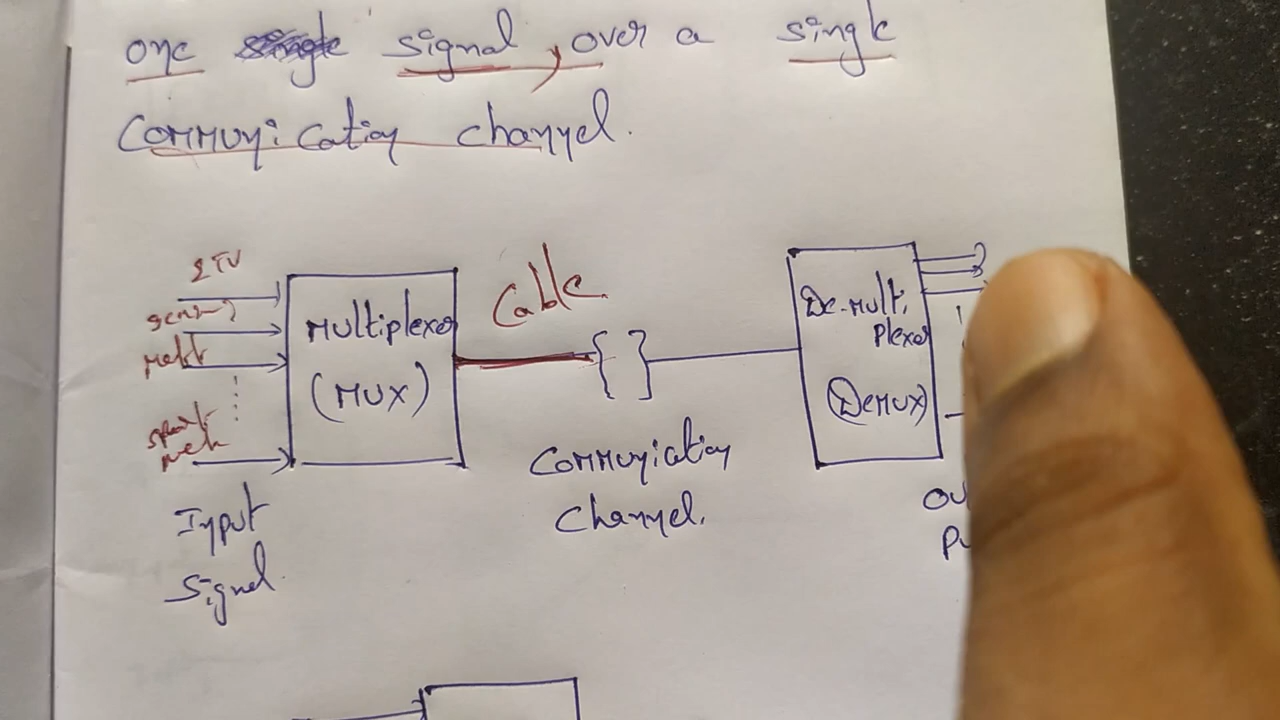 one signal, over a single
Communication channel.
Cable
Multiplexer
(MUX)
De-multi
plexer
(DeMUX)
Communication
Channel.
Input
Signal.